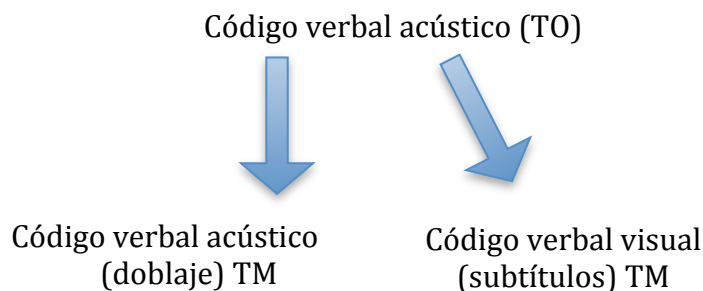 Código verbal acústico (TO)
Código verbal acústico
(doblaje) TM
Código verbal visual
(subtítulos) TM